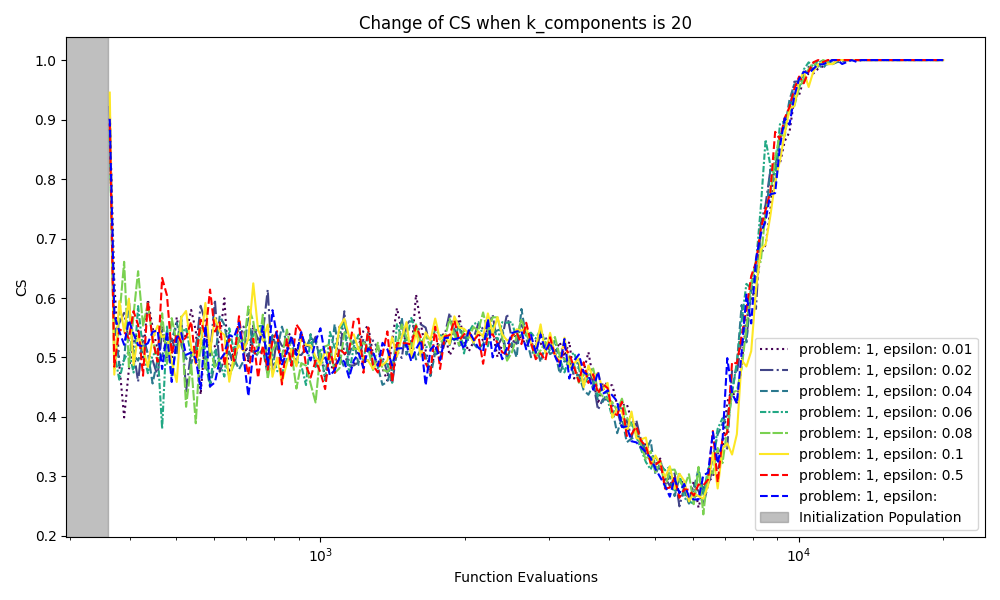 Change of CS when k_components is 20
CS
1.0
0.9
0.8
0.7
0.6
0.5
0.4
0.3
0.2
problem: 1, epsilon: 0.01
problem: 1, epsilon: 0.02
problem: 1, epsilon: 0.04
problem: 1, epsilon: 0.06
problem: 1, epsilon: 0.08
problem: 1, epsilon: 0.1
problem: 1, epsilon: 0.5
problem: 1, epsilon:
Initialization Population
10³ 10⁴
Function Evaluations